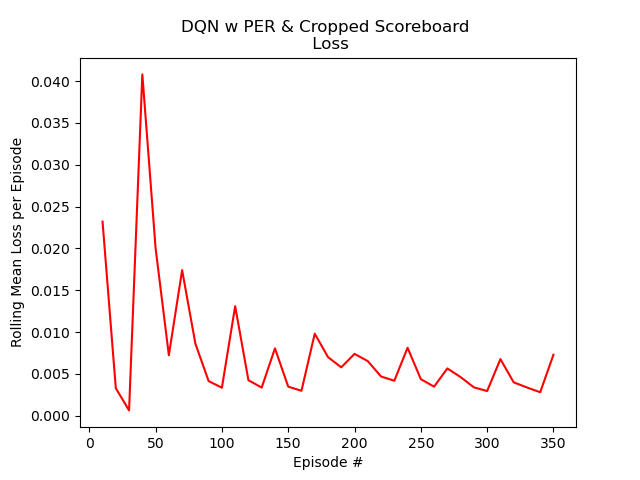 DQN w PER & Cropped Scoreboard
Loss
Rolling Mean Loss per Episode
0.040
0.035
0.030
0.025
0.020
0.015
0.010
0.005
0.000
0 50 100 150 200 250 300 350
Episode #